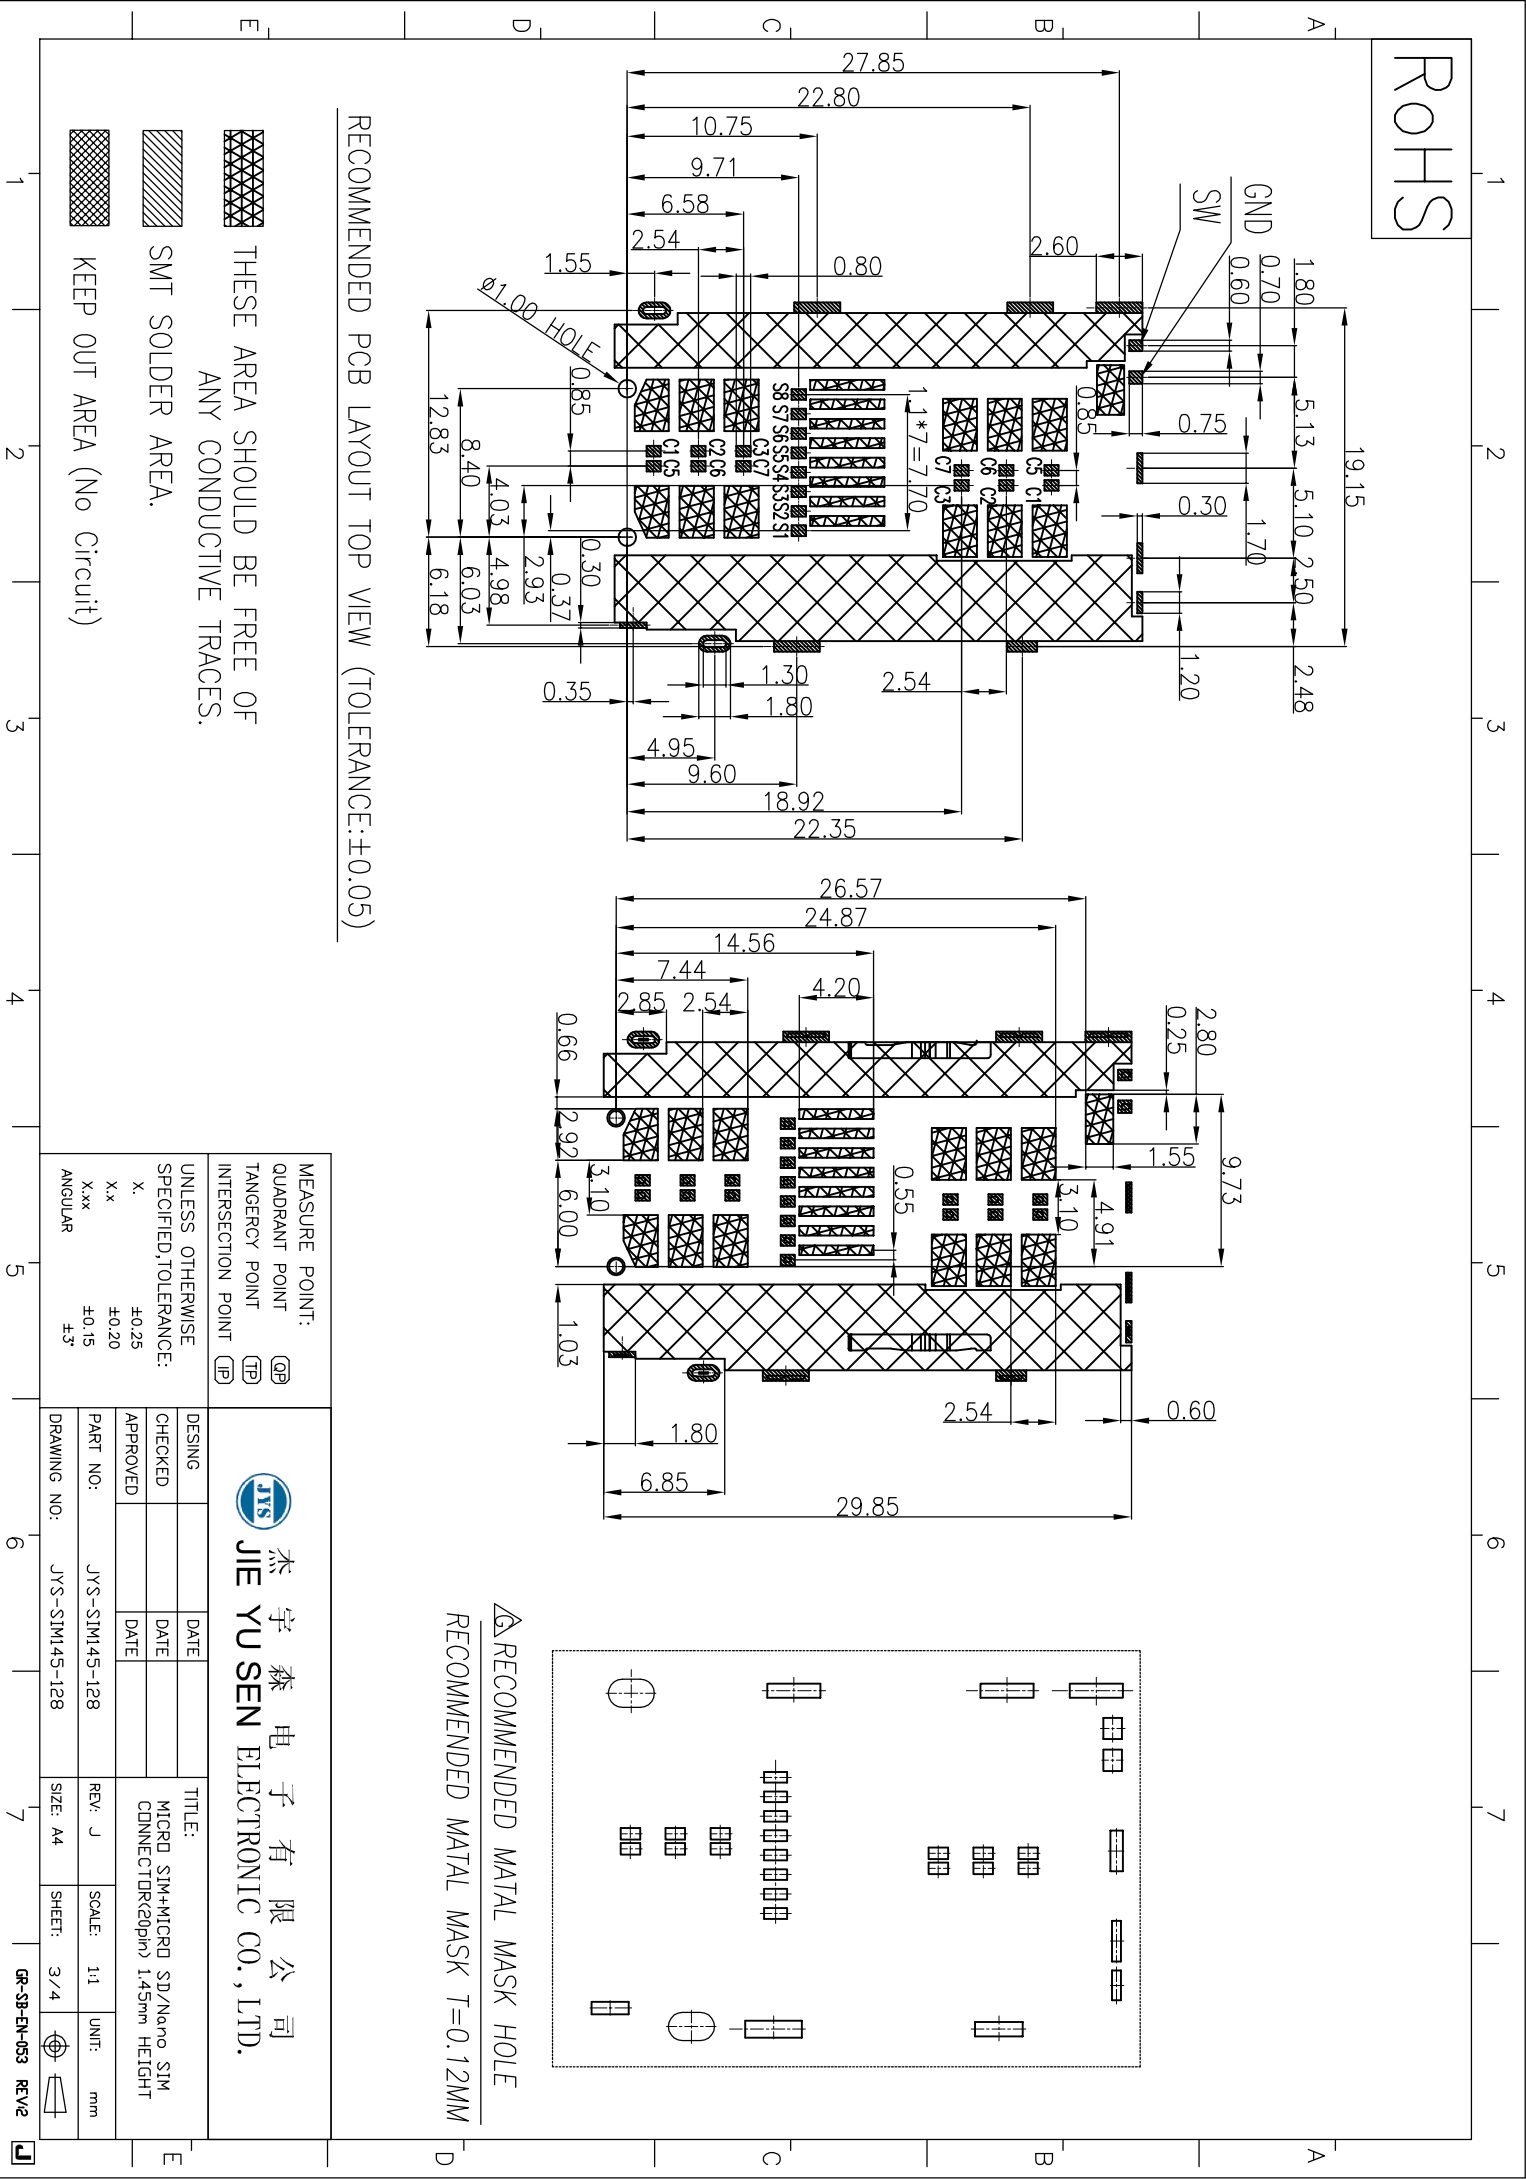 RoHS
1
2
3
4
5
6
7
A
B
C
D
E
GND
SW
27.85
22.80
10.75
9.71
6.58
2.54
1.55
0.80
2.60
ø1.00 HOLE
1.80
0.70
0.60
19.15
5.13
5.10
2.50
2.48
0.75
0.30
1.70
1.20
0.85
1.1*7=7.70
S8 S7 S6 S5 S4 S3 S2 S1
C1 C5
C2 C6
C3 C7
C7 C3
C6 C2
C5 C1
0.85
12.83
8.40
4.03
6.18
6.03
4.98
2.93
0.37
0.30
0.35
1.30
1.80
2.54
4.95
9.60
18.92
22.35
RECOMMENDED PCB LAYOUT TOP VIEW (TOLERANCE:±0.05)
THESE AREA SHOULD BE FREE OF
ANY CONDUCTIVE TRACES.
SMT SOLDER AREA.
KEEP OUT AREA (No Circuit)
26.57
24.87
14.56
7.44
2.85
2.54
4.20
0.66
2.92
6.00
3.10
1.03
0.55
2.80
0.25
1.55
9.73
4.91
3.10
2.54
0.60
1.80
6.85
29.85
G RECOMMENDED MATAL MASK HOLE
RECOMMENDED MATAL MASK T=0.12MM
MEASURE POINT:
QUADRANT POINT QP
TANGERCY POINT TP
INTERSECTION POINT IP
UNLESS OTHERWISE
SPECIFIED,TOLERANCE:
X. ±0.25
X.X ±0.20
X.XX ±0.15
ANGULAR ±3°
JYS
杰宇森电子有限公司
JIE YU SEN ELECTRONIC CO., LTD.
DESING DATE
CHECKED DATE
APPROVED DATE
TITLE:
MICRO SIM+MICRO SD/Nano SIM
CONNECTOR(20pin) 1.45mm HEIGHT
PART NO: JYS-SIM145-128
REV: J
SCALE: 1:1
UNIT: mm
DRAWING NO: JYS-SIM145-128
SIZE: A4
SHEET: 3/4
1
2
3
4
5
6
7
A
B
C
D
E
GR-SB-EN-053 REV:2
J